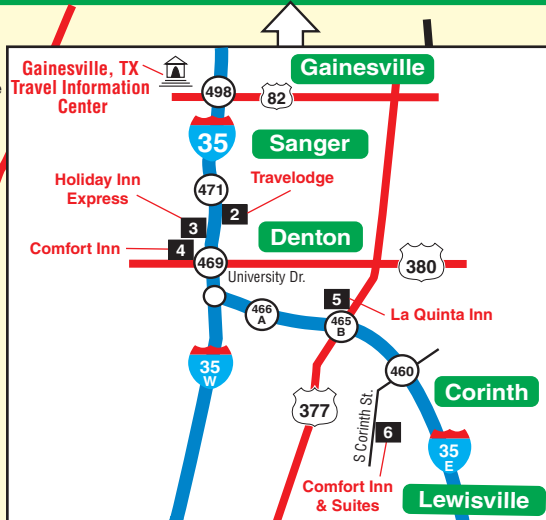 Gainesville, TX
Travel Information
Center
498
82
Gainesville
35
Sanger
471
Travelodge
Holiday Inn
Express
2
3
4
Comfort Inn
Denton
469
380
University Dr.
466
A
5
465
B
La Quinta Inn
35
W
460
377
Corinth
S Corinth St.
6
35
E
Comfort Inn
& Suites
Lewisville